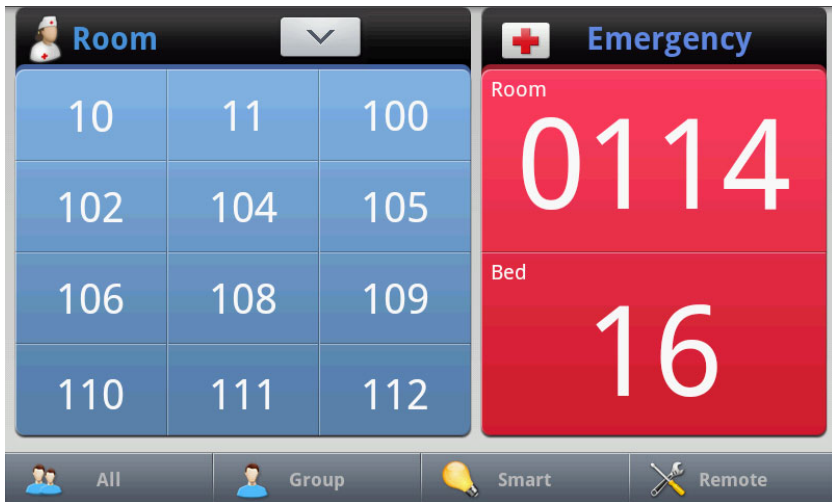 Room
10 11 100
102 104 105
106 108 109
110 111 112
Emergency
Room
0114
Bed
16
All Group Smart Remote